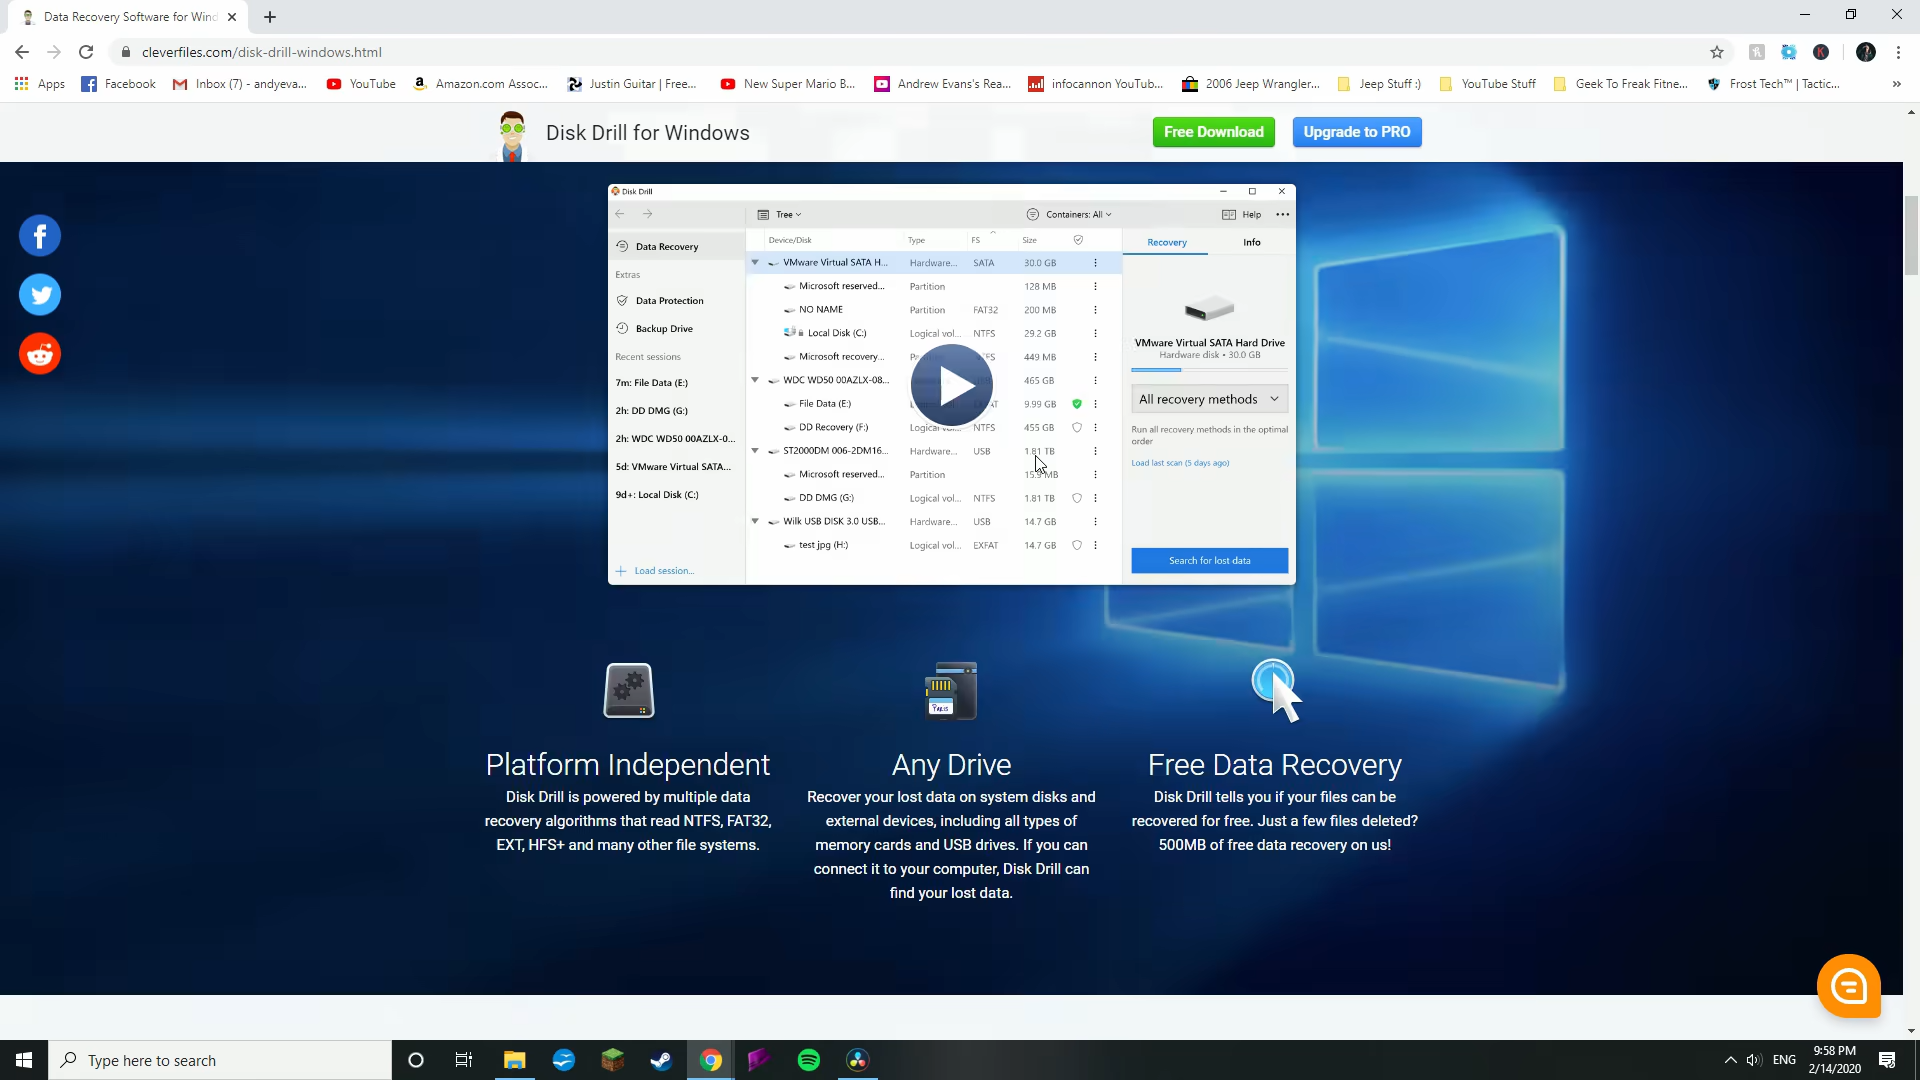 Data Recovery Software for Wind
cleverfiles.com/disk-drill-windows.html
Apps Facebook Inbox (7) - andyeva... YouTube Amazon.com Assoc... Justin Guitar | Free... New Super Mario B... Andrew Evans's Rea... infocannon YouTub... 2006 Jeep Wrangler... Jeep Stuff :) YouTube Stuff Geek To Freak Fitne... Frost Tech™ | Tactic... »
Disk Drill for Windows
Free Download
Upgrade to PRO
Disk Drill
Tree
Containers: All
Help
Data Recovery
Extras
Data Protection
Backup Drive
Recent sessions
7m: File Data (E:)
2h: DD DMG (G:)
2h: WDC WD50 00AZLX-0...
5d: VMware Virtual SATA...
9d+: Local Disk (C:)
Load session...
Device/Disk Type FS Size
VMware Virtual SATA H... Hardware... SATA 30.0 GB
Microsoft reserved... Partition 128 MB
NO NAME Partition FAT32 200 MB
Local Disk (C:) Logical vol... NTFS 29.2 GB
Microsoft recovery... 449 MB
WDC WD50 00AZLX-08... 465 GB
File Data (E:) 9.99 GB
DD Recovery (F:) Logical NTFS 455 GB
ST2000DM 006-2DM16... Hardware... USB 1.81 TB
Microsoft reserved... Partition 15.9 MB
DD DMG (G:) Logical vol... NTFS 1.81 TB
Wilk USB DISK 3.0 USB... Hardware... USB 14.7 GB
test jpg (H:) Logical vol... EXFAT 14.7 GB
Recovery Info
VMware Virtual SATA Hard Drive
Hardware disk • 30.0 GB
All recovery methods
Run all recovery methods in the optimal
order
Load last scan (5 days ago)
Search for lost data
Paris
Platform Independent
Disk Drill is powered by multiple data
recovery algorithms that read NTFS, FAT32,
EXT, HFS+ and many other file systems.
Any Drive
Recover your lost data on system disks and
external devices, including all types of
memory cards and USB drives. If you can
connect it to your computer, Disk Drill can
find your lost data.
Free Data Recovery
Disk Drill tells you if your files can be
recovered for free. Just a few files deleted?
500MB of free data recovery on us!
Type here to search
ENG
9:58 PM
2/14/2020